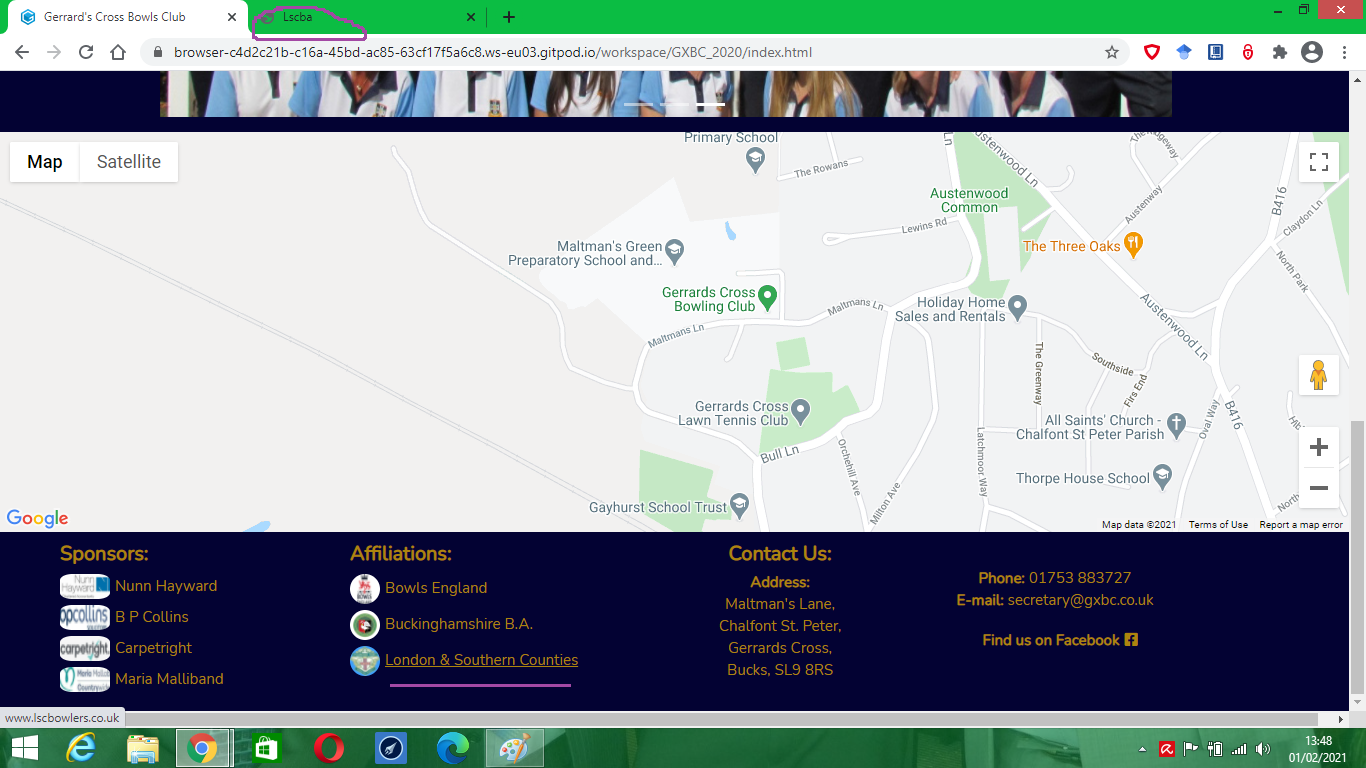 Gerrard's Cross Bowls Club
Lscba
browser-c4d2c21b-c16a-45bd-ac85-63cf17f5a6c8.ws-eu03.gitpod.io/workspace/GXBC_2020/index.html
Map
Satellite
Primary School
The Rowans
Ln
Austenwood Ln
The Ridgeway
Austenwood
Common
Austenway
B416
Claydon Ln
Lewins Rd
Maltman's Green
Preparatory School and...
The Three Oaks
North Park
Gerrards Cross
Bowling Club
Maltmans Ln
Maltmans Ln
Holiday Home
Sales and Rentals
Austenwood Ln
The Greenway
Southside
Firs End
Gerrards Cross
Lawn Tennis Club
All Saints' Church -
Chalfont St Peter Parish
Oval Way
B416
Bull Ln
Orchehill Ave
Latchmoor Way
Milton Ave
Thorpe House School
Gayhurst School Trust
Google
Map data ©2021
Terms of Use
Report a map error
Sponsors:
Nunn Hayward
B P Collins
Carpetright
Maria Malliband
Affiliations:
Bowls England
Buckinghamshire B.A.
London & Southern Counties
Contact Us:
Address:
Maltman's Lane,
Chalfont St. Peter,
Gerrards Cross,
Bucks, SL9 8RS
Phone: 01753 883727
E-mail: secretary@gxbc.co.uk
Find us on Facebook
www.lscbowlers.co.uk
13:48
01/02/2021